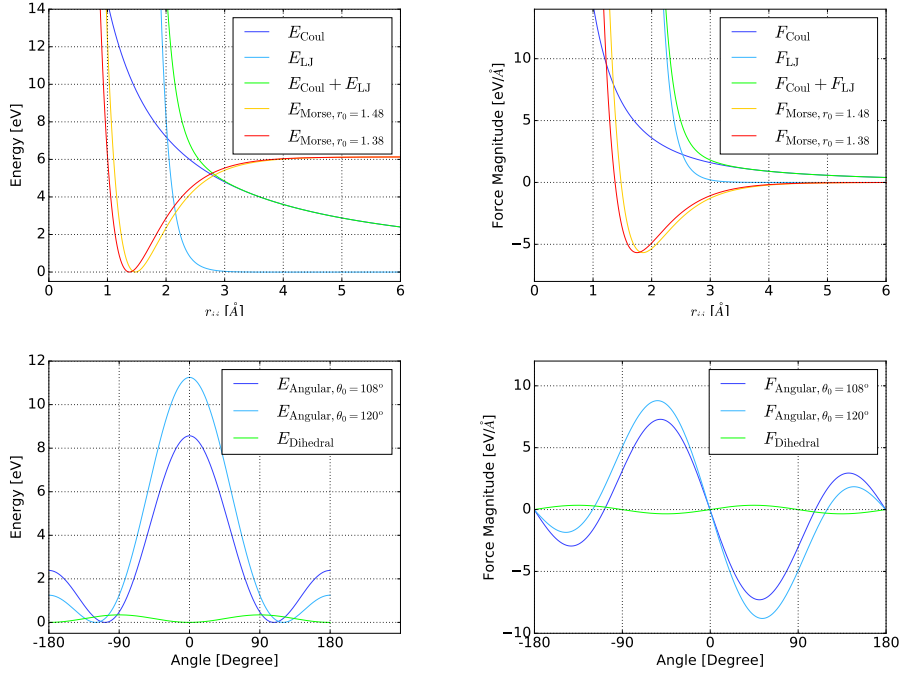 14
12
10
8
6
4
2
0
Energy [eV]
0 1 2 3 4 5 6
r_ij [Å]
E_Coul
E_LJ
E_Coul + E_LJ
E_Morse, r_0 = 1.48
E_Morse, r_0 = 1.38
10
5
0
−5
Force Magnitude [eV/Å]
0 1 2 3 4 5 6
r_ij [Å]
F_Coul
F_LJ
F_Coul + F_LJ
F_Morse, r_0 = 1.48
F_Morse, r_0 = 1.38
12
10
8
6
4
2
0
Energy [eV]
-180 -90 0 90 180
Angle [Degree]
E_Angular, θ_0 = 108°
E_Angular, θ_0 = 120°
E_Dihedral
10
5
0
−5
−10
Force Magnitude [eV/Å]
-180 -90 0 90 180
Angle [Degree]
F_Angular, θ_0 = 108°
F_Angular, θ_0 = 120°
F_Dihedral